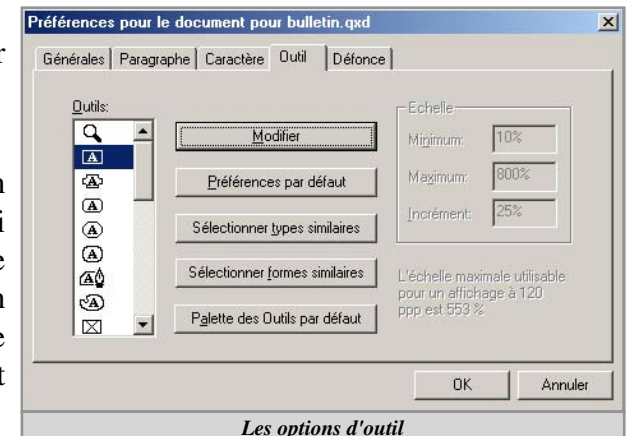 Préférences pour le document pour bulletin.qxd
Générales Paragraphe Caractère Outil Défonce
Outils:
Modifier
Préférences par défaut
Sélectionner types similaires
Sélectionner formes similaires
Palette des Outils par défaut
Echelle
Minimum: 10%
Maximum: 800%
Incrément: 25%
L'échelle maximale utilisable
pour un affichage à 120
ppp est 553 %
OK Annuler
Les options d'outil